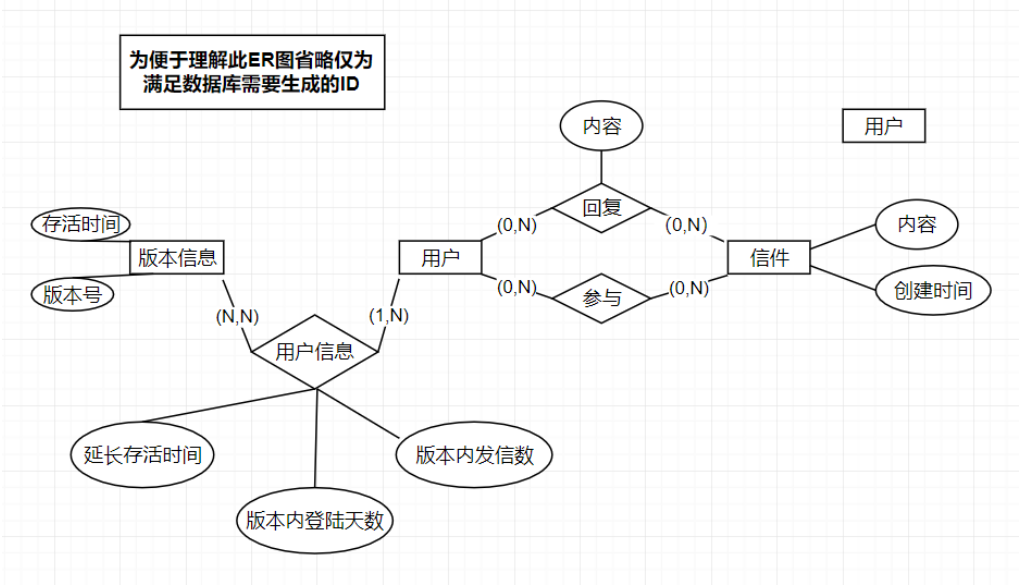 为便于理解此ER图省略仅为
满足数据库需要生成的ID
内容
用户
回复
存活时间
(0,N)
(0,N)
内容
版本信息
用户
信件
版本号
(0,N)
参与
(0,N)
创建时间
(N,N)
(1,N)
用户信息
延长存活时间
版本内发信数
版本内登陆天数